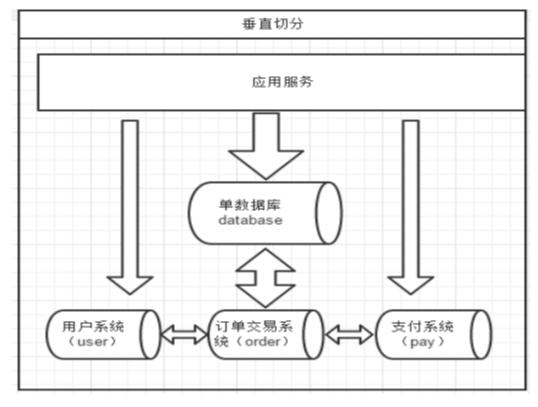 垂直切分
应用服务
单数据库
database
用户系统
（user）
订单交易系
统（order）
支付系统
（pay）